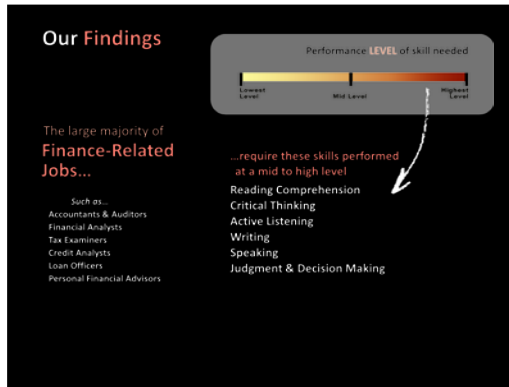 Our Findings
Performance LEVEL of skill needed
Lowest
Level
Mid Level
Highest
Level
The large majority of
Finance-Related
Jobs...
Such as...
Accountants & Auditors
Financial Analysts
Tax Examiners
Credit Analysts
Loan Officers
Personal Financial Advisors
...require these skills performed
at a mid to high level
Reading Comprehension
Critical Thinking
Active Listening
Writing
Speaking
Judgment & Decision Making